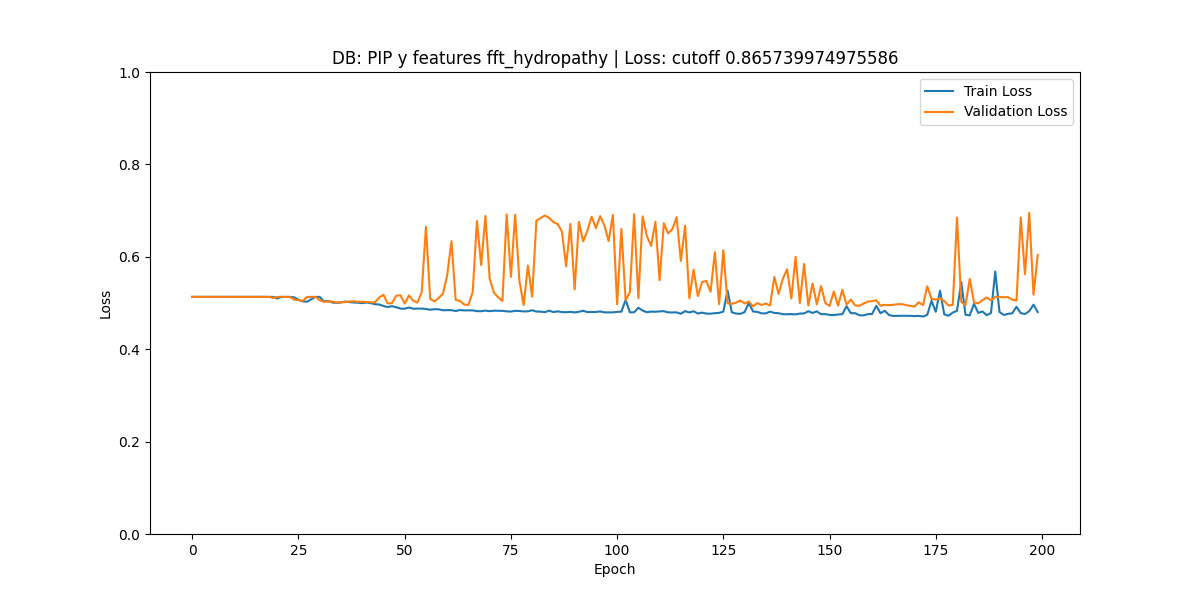 DB: PIP y features fft_hydropathy | Loss: cutoff 0.865739974975586
Train Loss
Validation Loss
Loss
1.0
0.8
0.6
0.4
0.2
0.0
0 25 50 75 100 125 150 175 200
Epoch